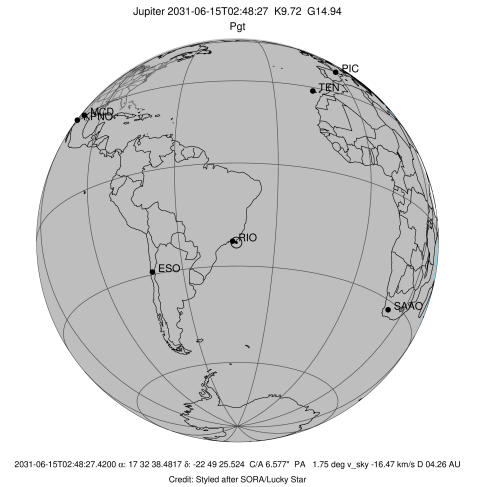 Jupiter 2031-06-15T02:48:27 K9.72 G14.94
Pgt
PIC
TEN
MCD
KPNO
RIO
ESO
SAAO
2031-06-15T02:48:27.4200 α: 17 32 38.4817 δ: -22 49 25.524 C/A 6.577" PA 1.75 deg v_sky -16.47 km/s D 04.26 AU
Credit: Styled after SORA/Lucky Star